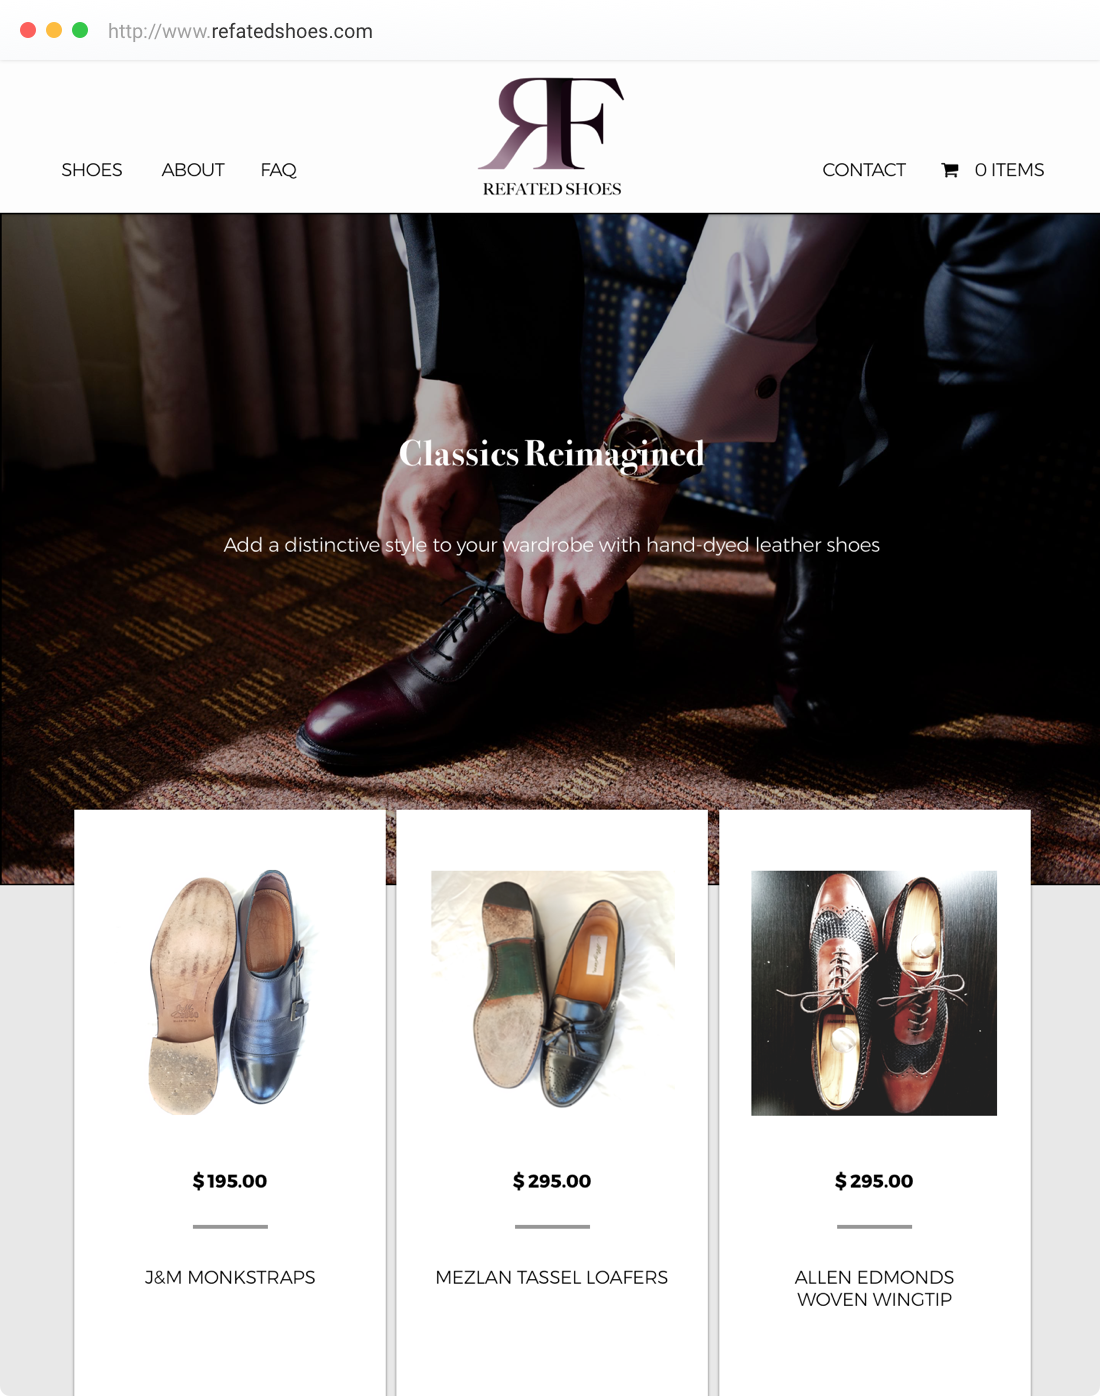 http://www.refatedshoes.com
RF
REFATED SHOES
SHOES ABOUT FAQ CONTACT 0 ITEMS
Classics Reimagined
Add a distinctive style to your wardrobe with hand-dyed leather shoes
$ 195.00 $ 295.00 $ 295.00
J&M MONKSTRAPS MEZLAN TASSEL LOAFERS ALLEN EDMONDS
WOVEN WINGTIP